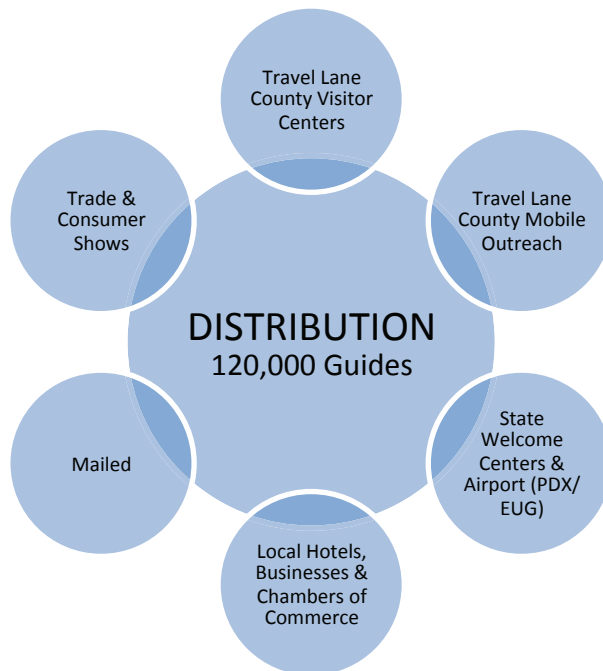 Travel Lane
County Visitor
Centers
Travel Lane
County Mobile
Outreach
State
Welcome
Centers &
Airport (PDX/
EUG)
Local Hotels,
Businesses &
Chambers of
Commerce
Mailed
Trade &
Consumer
Shows
DISTRIBUTION
120,000 Guides